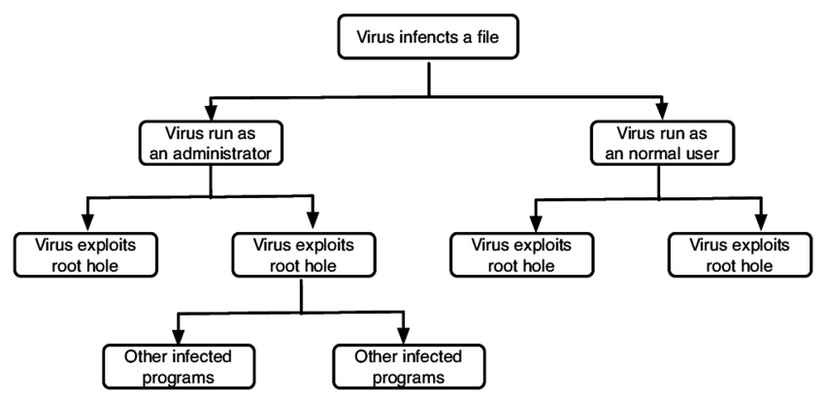 Virus infencts a file
Virus run as
an administrator
Virus run as
an normal user
Virus exploits
root hole
Virus exploits
root hole
Virus exploits
root hole
Virus exploits
root hole
Other infected
programs
Other infected
programs